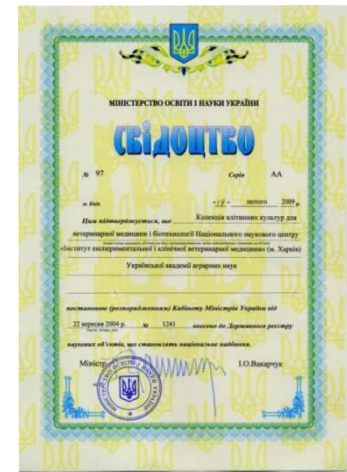 МІНІСТЕРСТВО ОСВІТИ І НАУКИ УКРАЇНИ
СВІДОЦТВО
№ 97 Серія АА
м. Київ лютого 2009 р.
Цим підтверджується, що Колекція клітинних культур для
ветеринарної медицини і біотехнології Національного наукового центру
«Інститут експериментальної і клінічної ветеринарної медицини» (м. Харків)
Української академії аграрних наук
постановою (розпорядженням) Кабінету Міністрів України від
22 вересня 2004 р. № 1241 внесено до Державного реєстру
наукових об'єктів, що становлять національне надбання.
Міністр І.О.Вакарчук